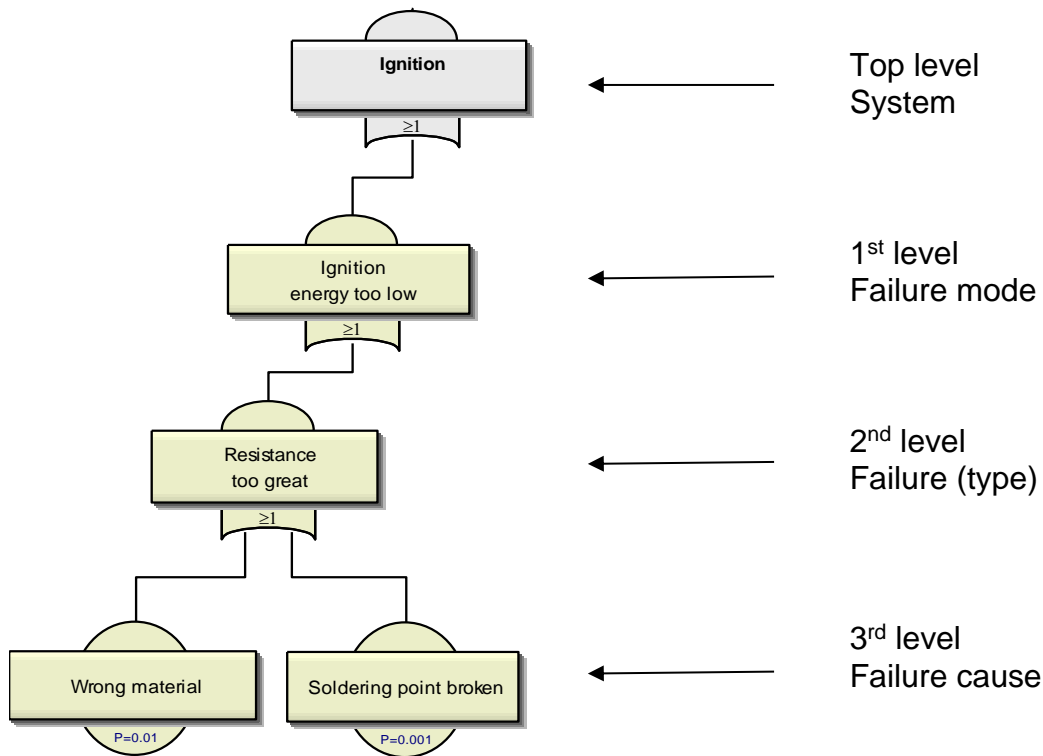 Ignition
≥1
Top level
System
Ignition
energy too low
≥1
1st level
Failure mode
Resistance
too great
≥1
2nd level
Failure (type)
Wrong material
P=0.01
Soldering point broken
P=0.001
3rd level
Failure cause